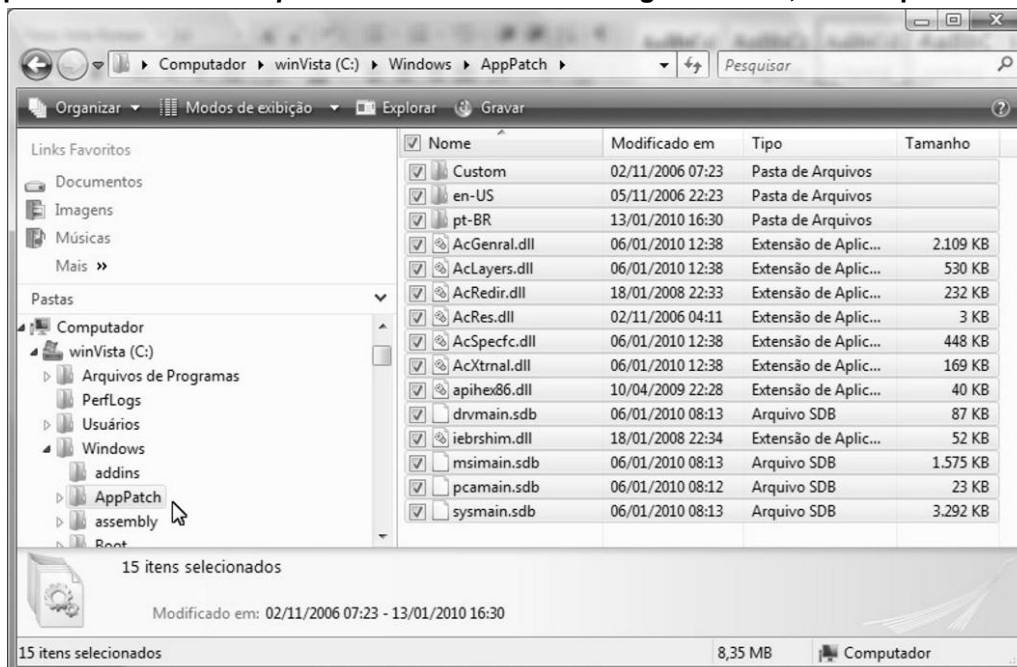 Computador winVista (C:) Windows AppPatch Pesquisar
Organizar Modos de exibição Explorar Gravar
Links Favoritos
Documentos
Imagens
Músicas
Mais »
Pastas
Computador
winVista (C:)
Arquivos de Programas
PerfLogs
Usuários
Windows
addins
AppPatch
assembly
Boot
Nome Modificado em Tipo Tamanho
Custom 02/11/2006 07:23 Pasta de Arquivos
en-US 05/11/2006 22:23 Pasta de Arquivos
pt-BR 13/01/2010 16:30 Pasta de Arquivos
AcGenral.dll 06/01/2010 12:38 Extensão de Aplic... 2.109 KB
AcLayers.dll 06/01/2010 12:38 Extensão de Aplic... 530 KB
AcRedir.dll 18/01/2008 22:33 Extensão de Aplic... 232 KB
AcRes.dll 02/11/2006 04:11 Extensão de Aplic... 3 KB
AcSpecfc.dll 06/01/2010 12:38 Extensão de Aplic... 448 KB
AcXtrnal.dll 06/01/2010 12:38 Extensão de Aplic... 169 KB
apihex86.dll 10/04/2009 22:28 Extensão de Aplic... 40 KB
drvmain.sdb 06/01/2010 08:13 Arquivo SDB 87 KB
iebrshim.dll 18/01/2008 22:34 Extensão de Aplic... 52 KB
msimain.sdb 06/01/2010 08:13 Arquivo SDB 1.575 KB
pcamain.sdb 06/01/2010 08:12 Arquivo SDB 23 KB
sysmain.sdb 06/01/2010 08:13 Arquivo SDB 3.292 KB
15 itens selecionados
Modificado em: 02/11/2006 07:23 - 13/01/2010 16:30
15 itens selecionados 8,35 MB Computador